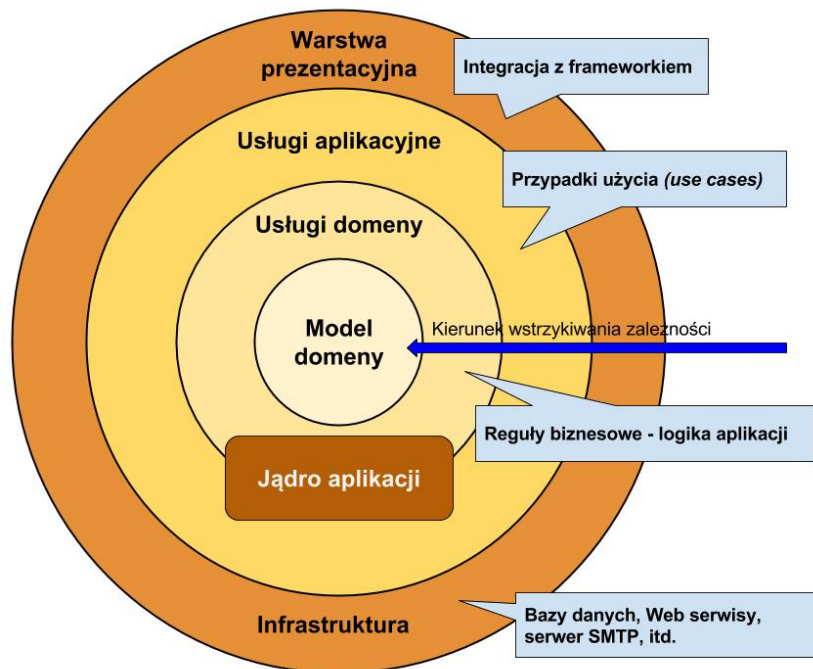 Warstwa
prezentacyjna
Integracja z frameworkiem
Usługi aplikacyjne
Przypadki użycia (use cases)
Usługi domeny
Model
domeny
Kierunek wstrzykiwania zależności
Reguły biznesowe - logika aplikacji
Jądro aplikacji
Infrastruktura
Bazy danych, Web serwisy,
serwer SMTP, itd.